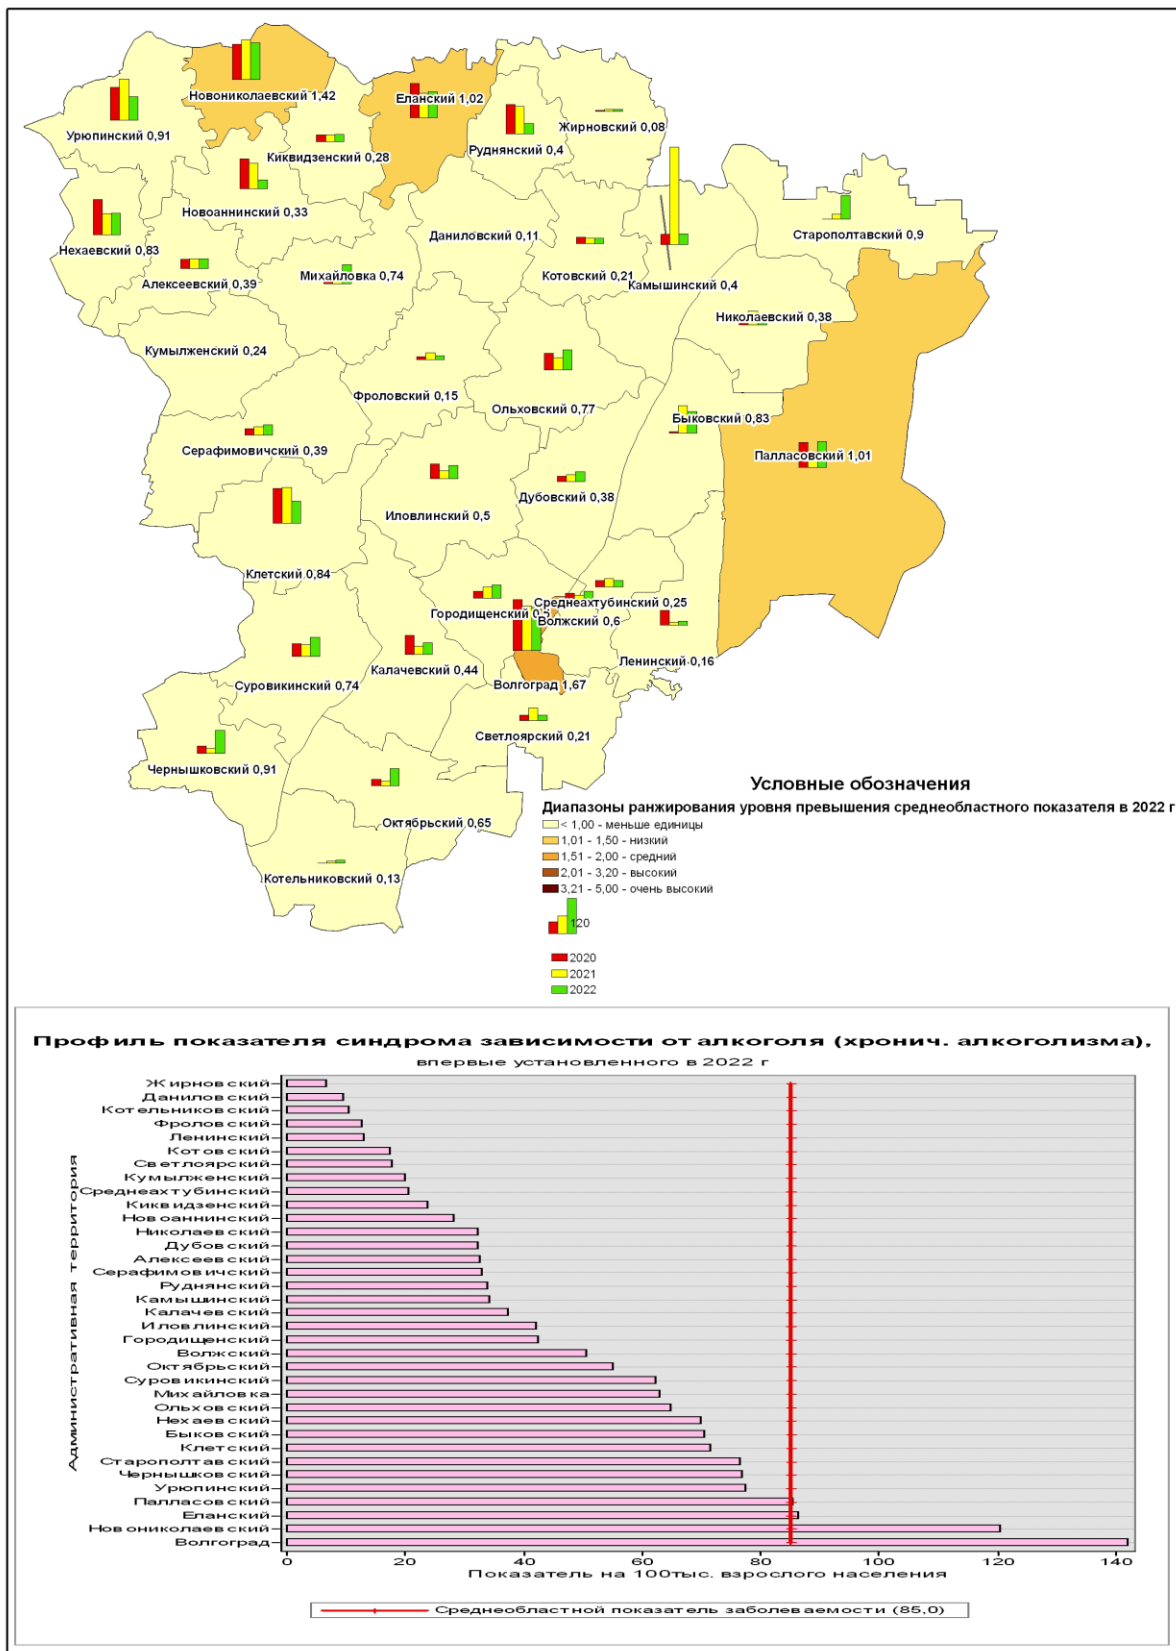 Новониколаевский 1,42
Еланский 1,02
Жирновский 0,08
Урюпинский 0,91
Руднянский 0,4
Киквидзенский 0,28
Новоаннинский 0,33
Даниловский 0,11
Старополтавский 0,9
Нехаевский 0,83
Михайловка 0,74
Котовский 0,21
Алексеевский 0,39
Камышинский 0,4
Николаевский 0,38
Кумылженский 0,24
Фроловский 0,15
Ольховский 0,77
Быковский 0,83
Серафимовичский 0,39
Палласовский 1,01
Дубовский 0,38
Иловлинский 0,5
Клетский 0,84
Среднеахтубинский 0,25
Городищенский 0,5
Волжский 0,6
Ленинский 0,16
Калачевский 0,44
Суровикинский 0,74
Волгоград 1,67
Светлоярский 0,21
Чернышковский 0,91
Октябрьский 0,65
Котельниковский 0,13
Условные обозначения
Диапазоны ранжирования уровня превышения среднеобластного показателя в 2022 г
< 1,00 - меньше единицы
1,01 - 1,50 - низкий
1,51 - 2,00 - средний
2,01 - 3,20 - высокий
3,21 - 5,00 - очень высокий
120
2020
2021
2022
Профиль показателя синдрома зависимости от алкоголя (хронич. алкоголизма),
впервые установленного в 2022 г
Административная территория
Жирновский
Даниловский
Котельниковский
Фроловский
Ленинский
Котовский
Светлоярский
Кумылженский
Среднеахтубинский
Киквидзенский
Новоаннинский
Николаевский
Дубовский
Алексеевский
Серафимовичский
Руднянский
Камышинский
Калачевский
Иловлинский
Городищенский
Волжский
Октябрьский
Суровикинский
Михайловка
Ольховский
Нехаевский
Быковский
Клетский
Старополтавский
Чернышковский
Урюпинский
Палласовский
Еланский
Новониколаевский
Волгоград
0 20 40 60 80 100 120 140
Показатель на 100тыс. взрослого населения
Среднеобластной показатель заболеваемости (85,0)